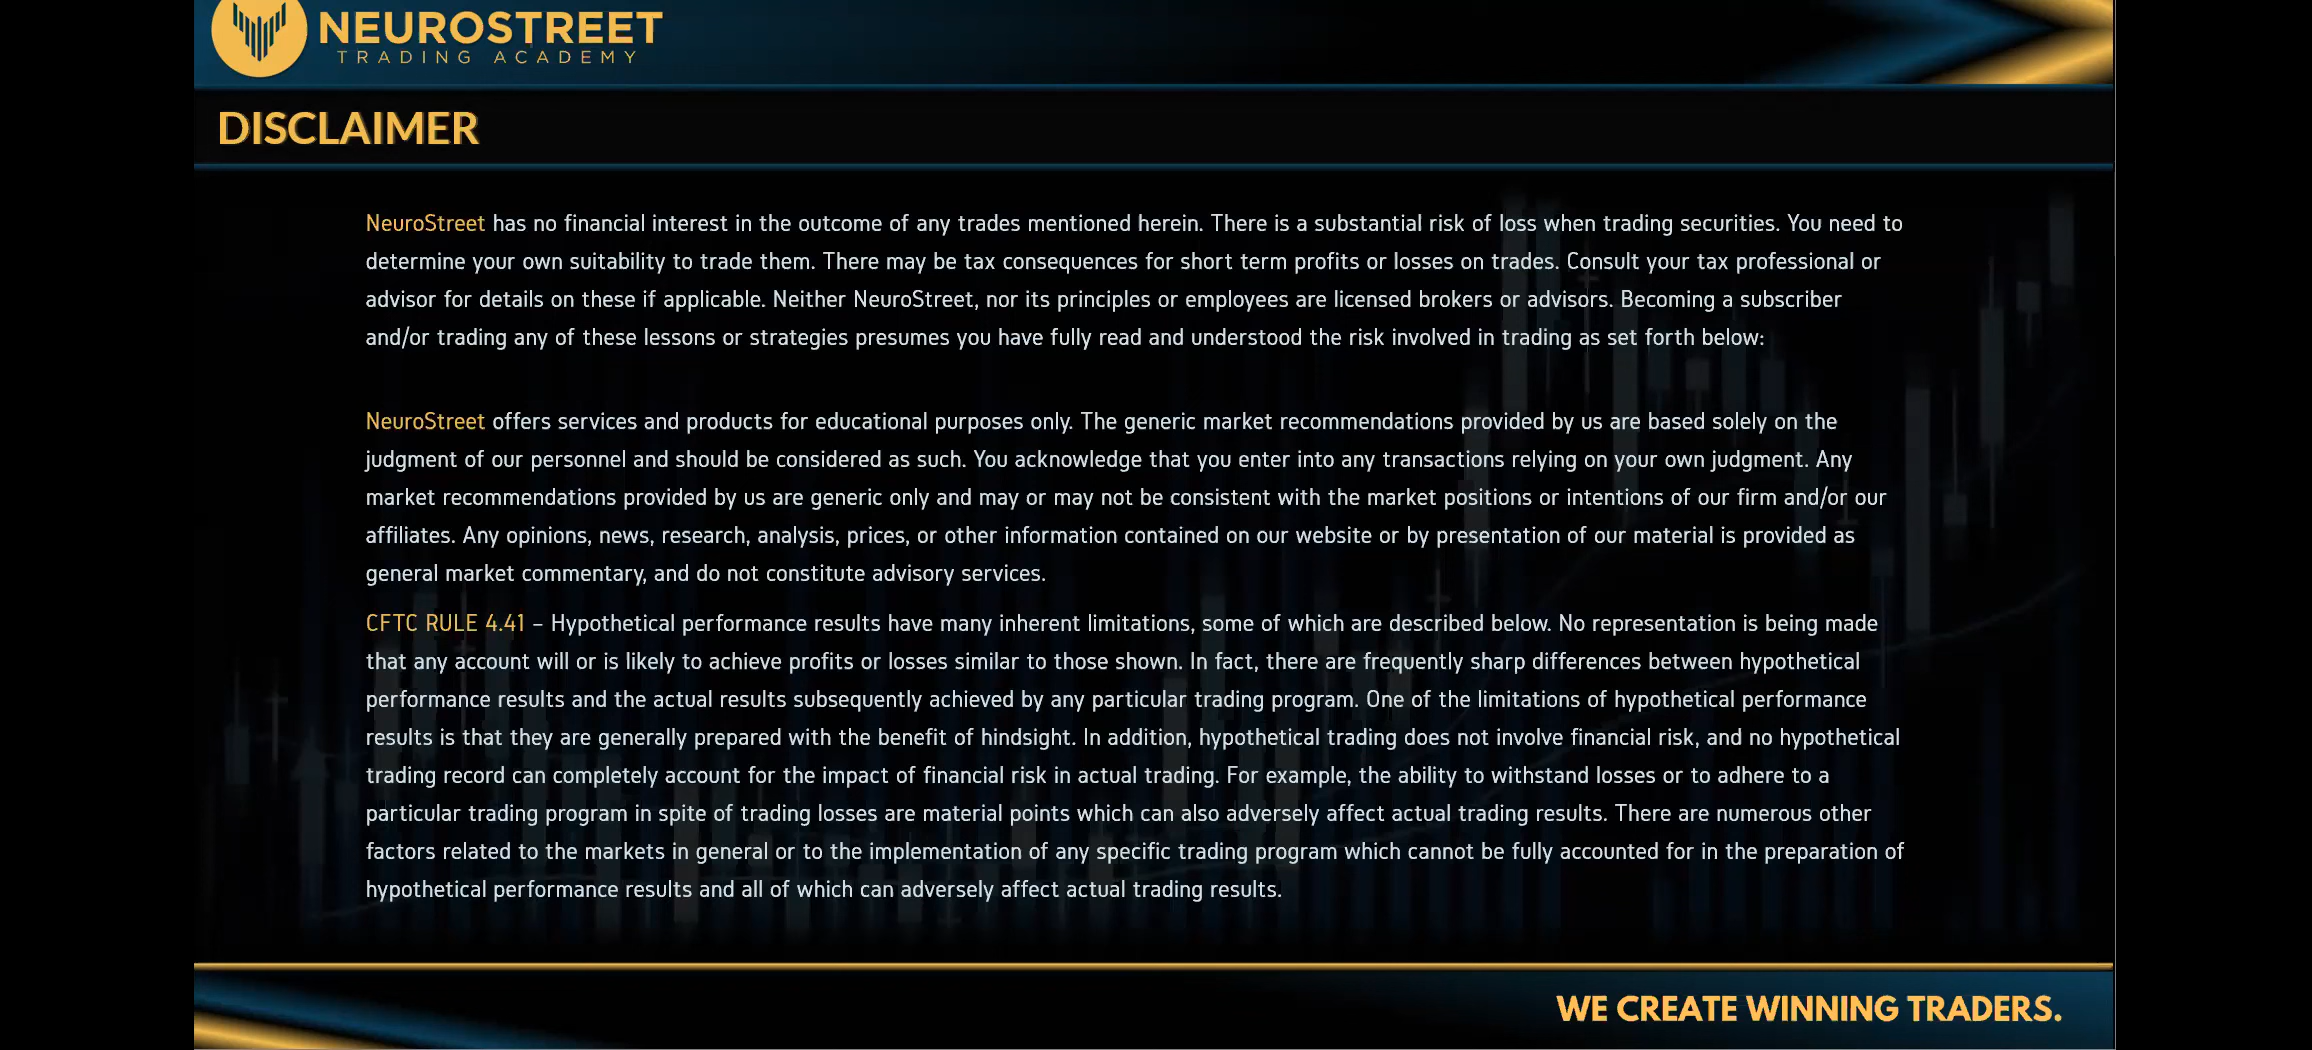 NEUROSTREET
TRADING ACADEMY
DISCLAIMER
NeuroStreet has no financial interest in the outcome of any trades mentioned herein. There is a substantial risk of loss when trading securities. You need to
determine your own suitability to trade them. There may be tax consequences for short term profits or losses on trades. Consult your tax professional or
advisor for details on these if applicable. Neither NeuroStreet, nor its principles or employees are licensed brokers or advisors. Becoming a subscriber
and/or trading any of these lessons or strategies presumes you have fully read and understood the risk involved in trading as set forth below:
NeuroStreet offers services and products for educational purposes only. The generic market recommendations provided by us are based solely on the
judgment of our personnel and should be considered as such. You acknowledge that you enter into any transactions relying on your own judgment. Any
market recommendations provided by us are generic only and may or may not be consistent with the market positions or intentions of our firm and/or our
affiliates. Any opinions, news, research, analysis, prices, or other information contained on our website or by presentation of our material is provided as
general market commentary, and do not constitute advisory services.
CFTC RULE 4.41 – Hypothetical performance results have many inherent limitations, some of which are described below. No representation is being made
that any account will or is likely to achieve profits or losses similar to those shown. In fact, there are frequently sharp differences between hypothetical
performance results and the actual results subsequently achieved by any particular trading program. One of the limitations of hypothetical performance
results is that they are generally prepared with the benefit of hindsight. In addition, hypothetical trading does not involve financial risk, and no hypothetical
trading record can completely account for the impact of financial risk in actual trading. For example, the ability to withstand losses or to adhere to a
particular trading program in spite of trading losses are material points which can also adversely affect actual trading results. There are numerous other
factors related to the markets in general or to the implementation of any specific trading program which cannot be fully accounted for in the preparation of
hypothetical performance results and all of which can adversely affect actual trading results.
WE CREATE WINNING TRADERS.